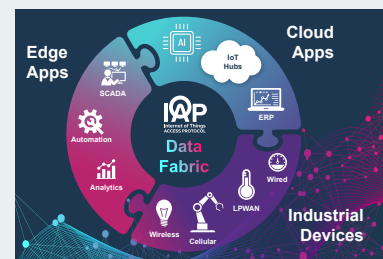 Edge
Apps
Cloud
Apps
AI
IoT
Hubs
SCADA
ERP
IoAP
Internet of Things
ACCESS PROTOCOL
Data
Fabric
Automation
Analytics
Wired
LPWAN
Wireless
Cellular
Industrial
Devices